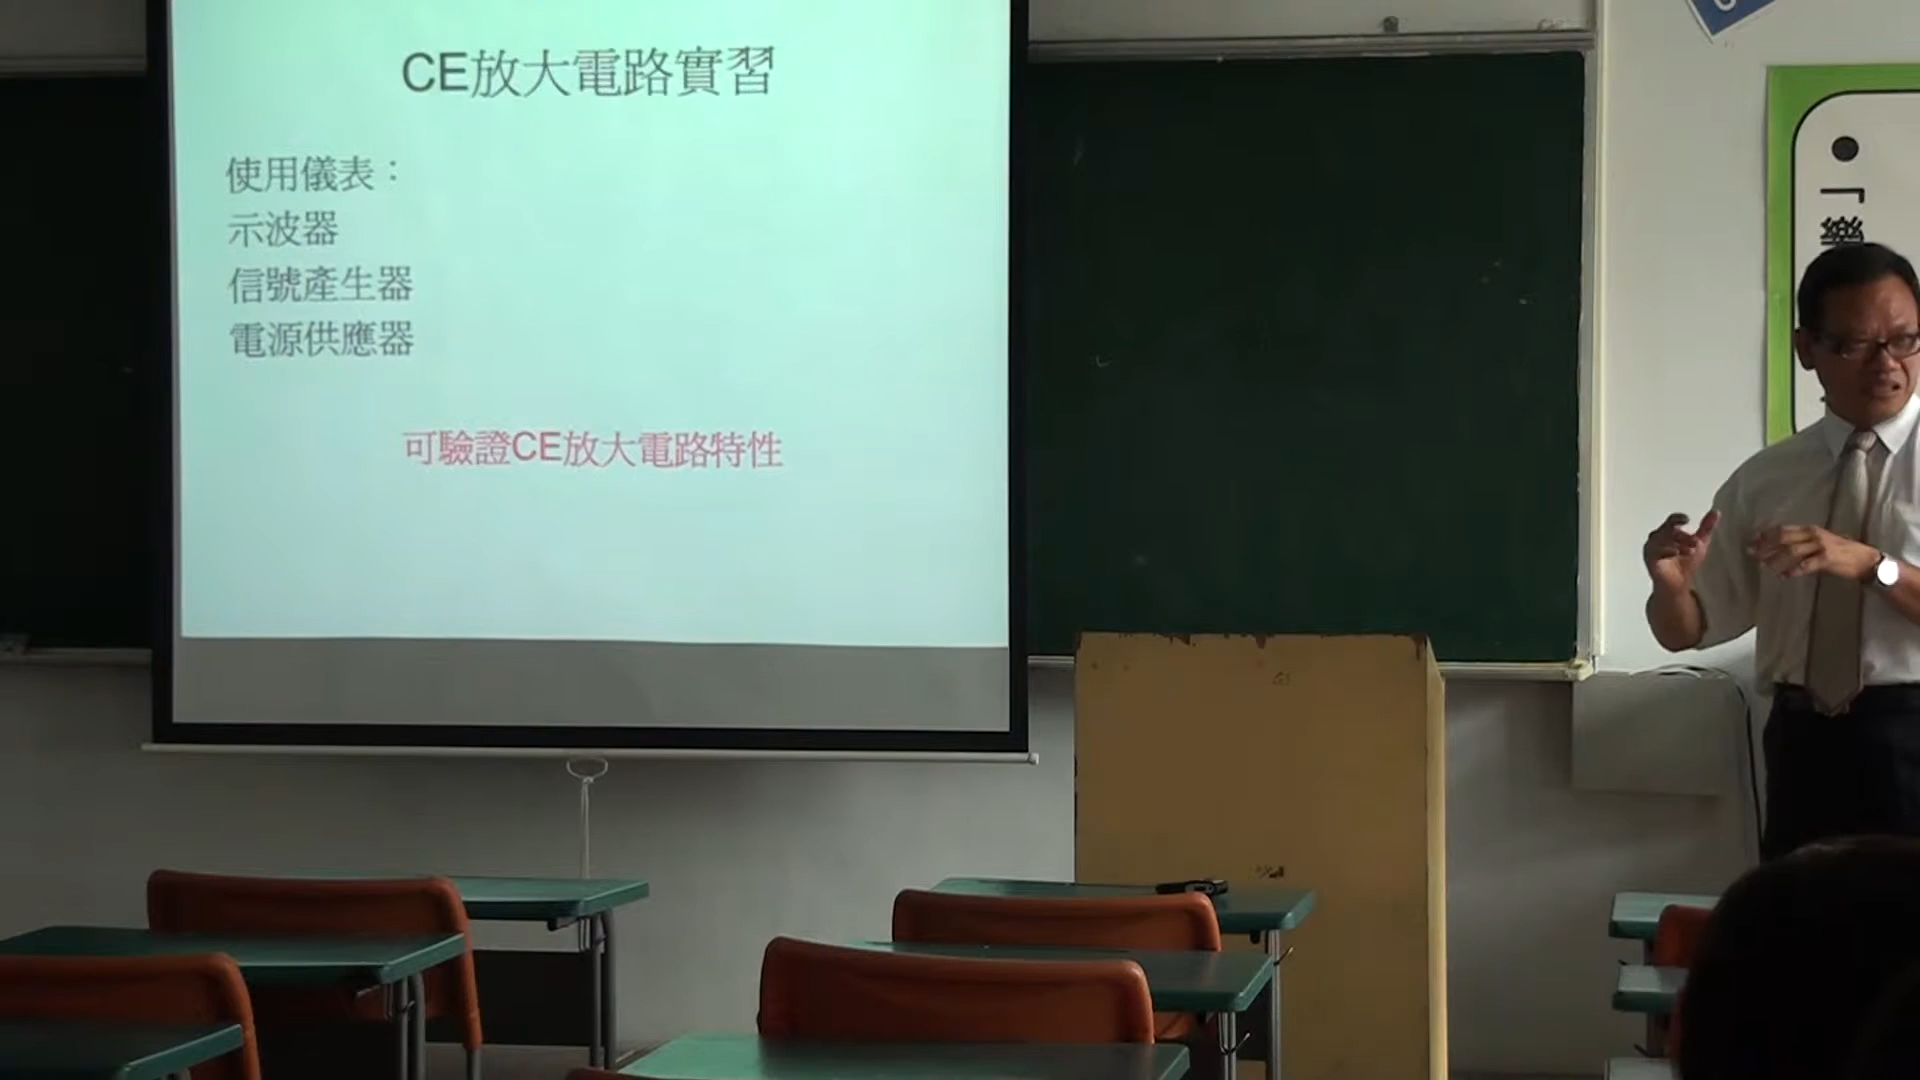 CE放大電路實習
使用儀表：
示波器
信號產生器
電源供應器
可驗證CE放大電路特性
●「樂